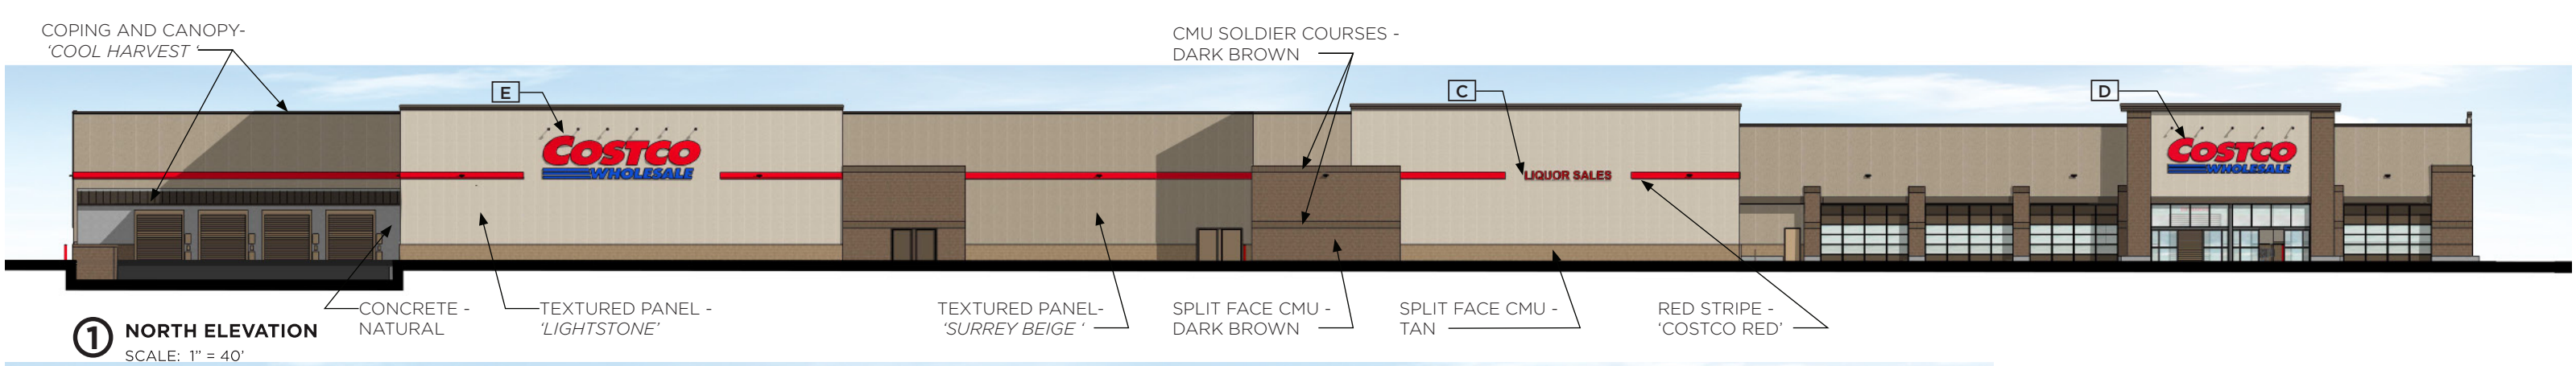 COPING AND CANOPY-
‘COOL HARVEST ‘
CMU SOLDIER COURSES -
DARK BROWN
E
C
D
COSTCO
WHOLESALE
LIQUOR SALES
COSTCO
WHOLESALE
CONCRETE -
NATURAL
TEXTURED PANEL -
‘LIGHTSTONE’
TEXTURED PANEL-
‘SURREY BEIGE ‘
SPLIT FACE CMU -
DARK BROWN
SPLIT FACE CMU -
TAN
RED STRIPE -
‘COSTCO RED’
1 NORTH ELEVATION
SCALE: 1” = 40’